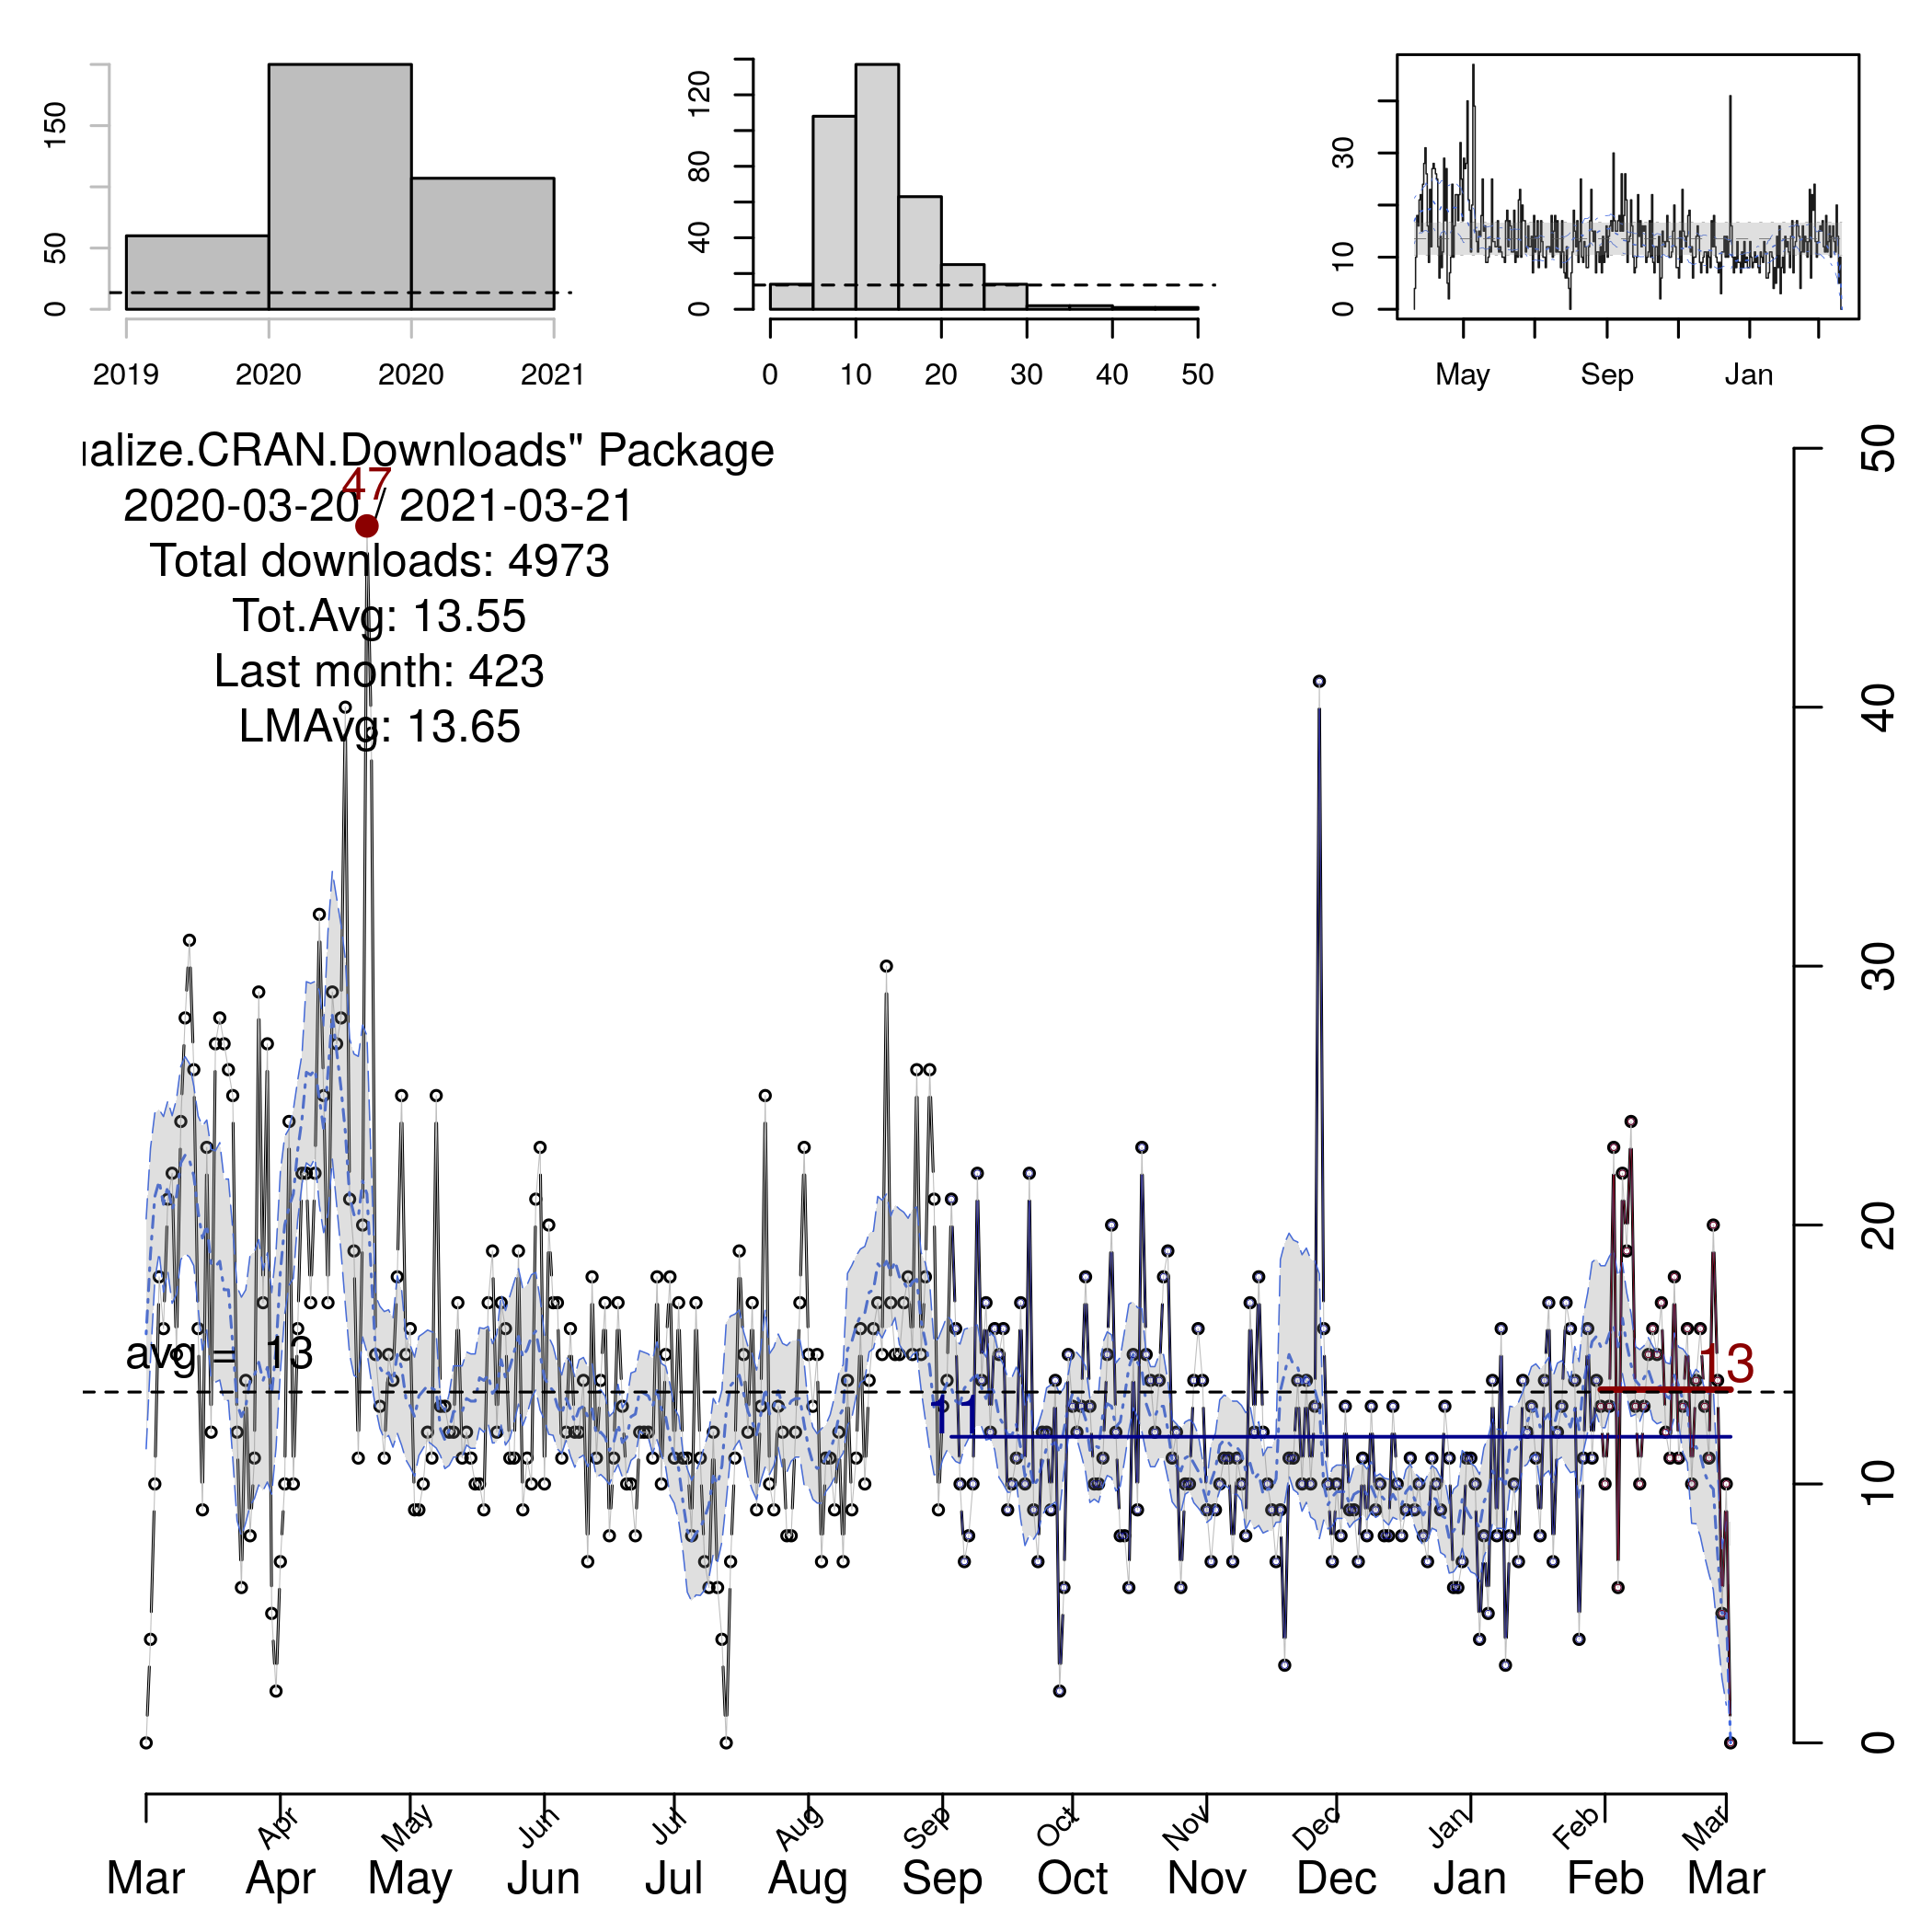 150
50
0
2019 2020 2020 2021
120
80
40
0
0 10 20 30 40 50
30
10
0
May Sep Jan
alize.CRAN.Downloads" Package
47
2020-03-20 / 2021-03-21
Total downloads: 4973
Tot.Avg: 13.55
Last month: 423
LMAvg: 13.65
50
40
30
20
10
0
avg = 13
11
13
Apr May Jun Jul Aug Sep Oct Nov Dec Jan Feb Mar
Mar Apr May Jun Jul Aug Sep Oct Nov Dec Jan Feb Mar